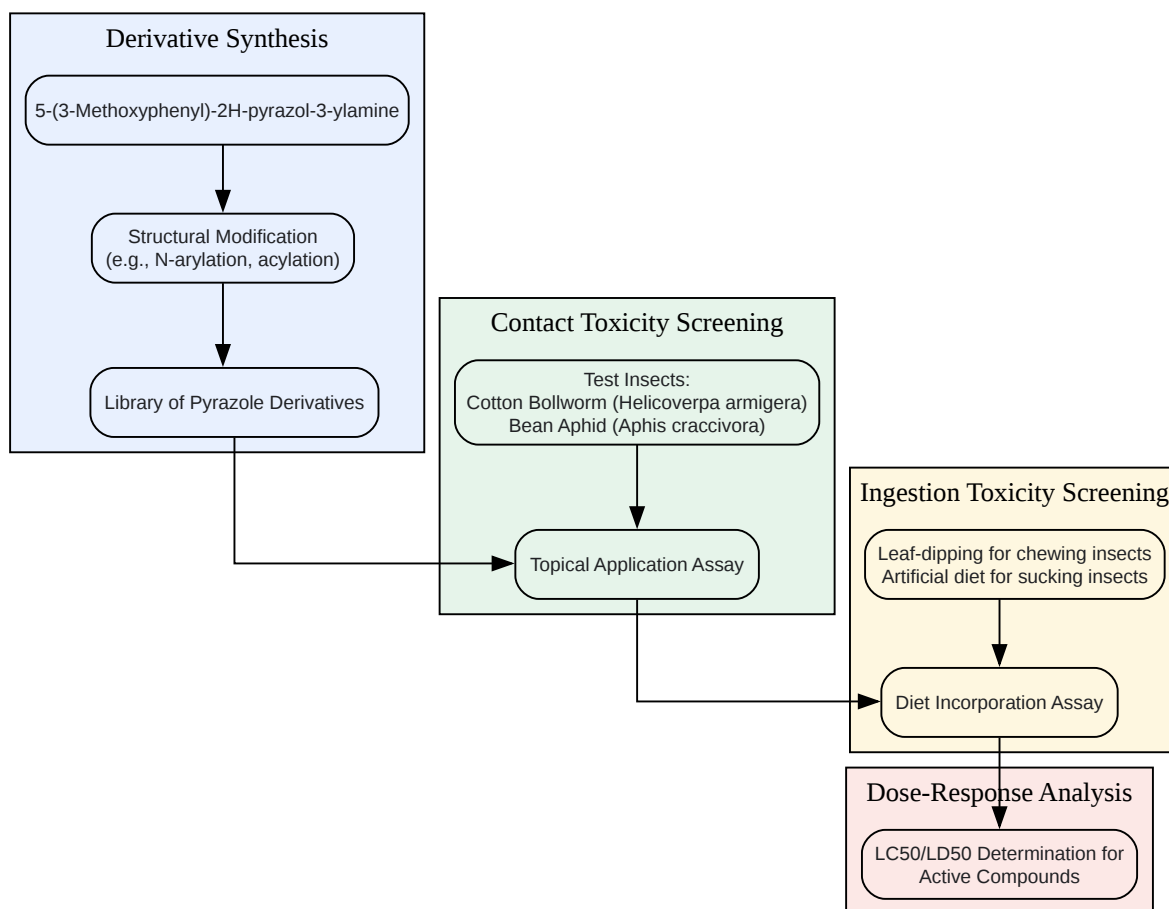 Derivative Synthesis
5-(3-Methoxyphenyl)-2H-pyrazol-3-ylamine
Structural Modification
(e.g., N-arylation, acylation)
Library of Pyrazole Derivatives
Contact Toxicity Screening
Test Insects:
Cotton Bollworm (Helicoverpa armigera)
Bean Aphid (Aphis craccivora)
Topical Application Assay
Ingestion Toxicity Screening
Leaf-dipping for chewing insects
Artificial diet for sucking insects
Diet Incorporation Assay
Dose-Response Analysis
LC50/LD50 Determination for
Active Compounds